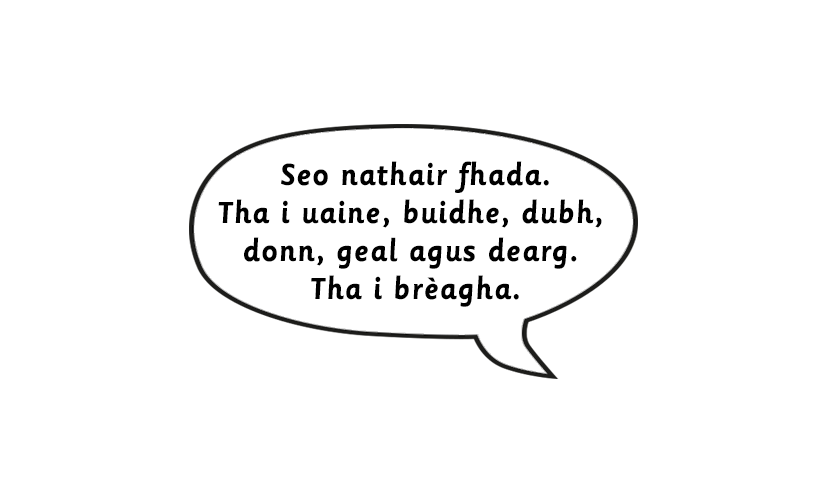 Seo nathair fhada.
Tha i uaine, buidhe, dubh,
donn, geal agus dearg.
Tha i brèagha.